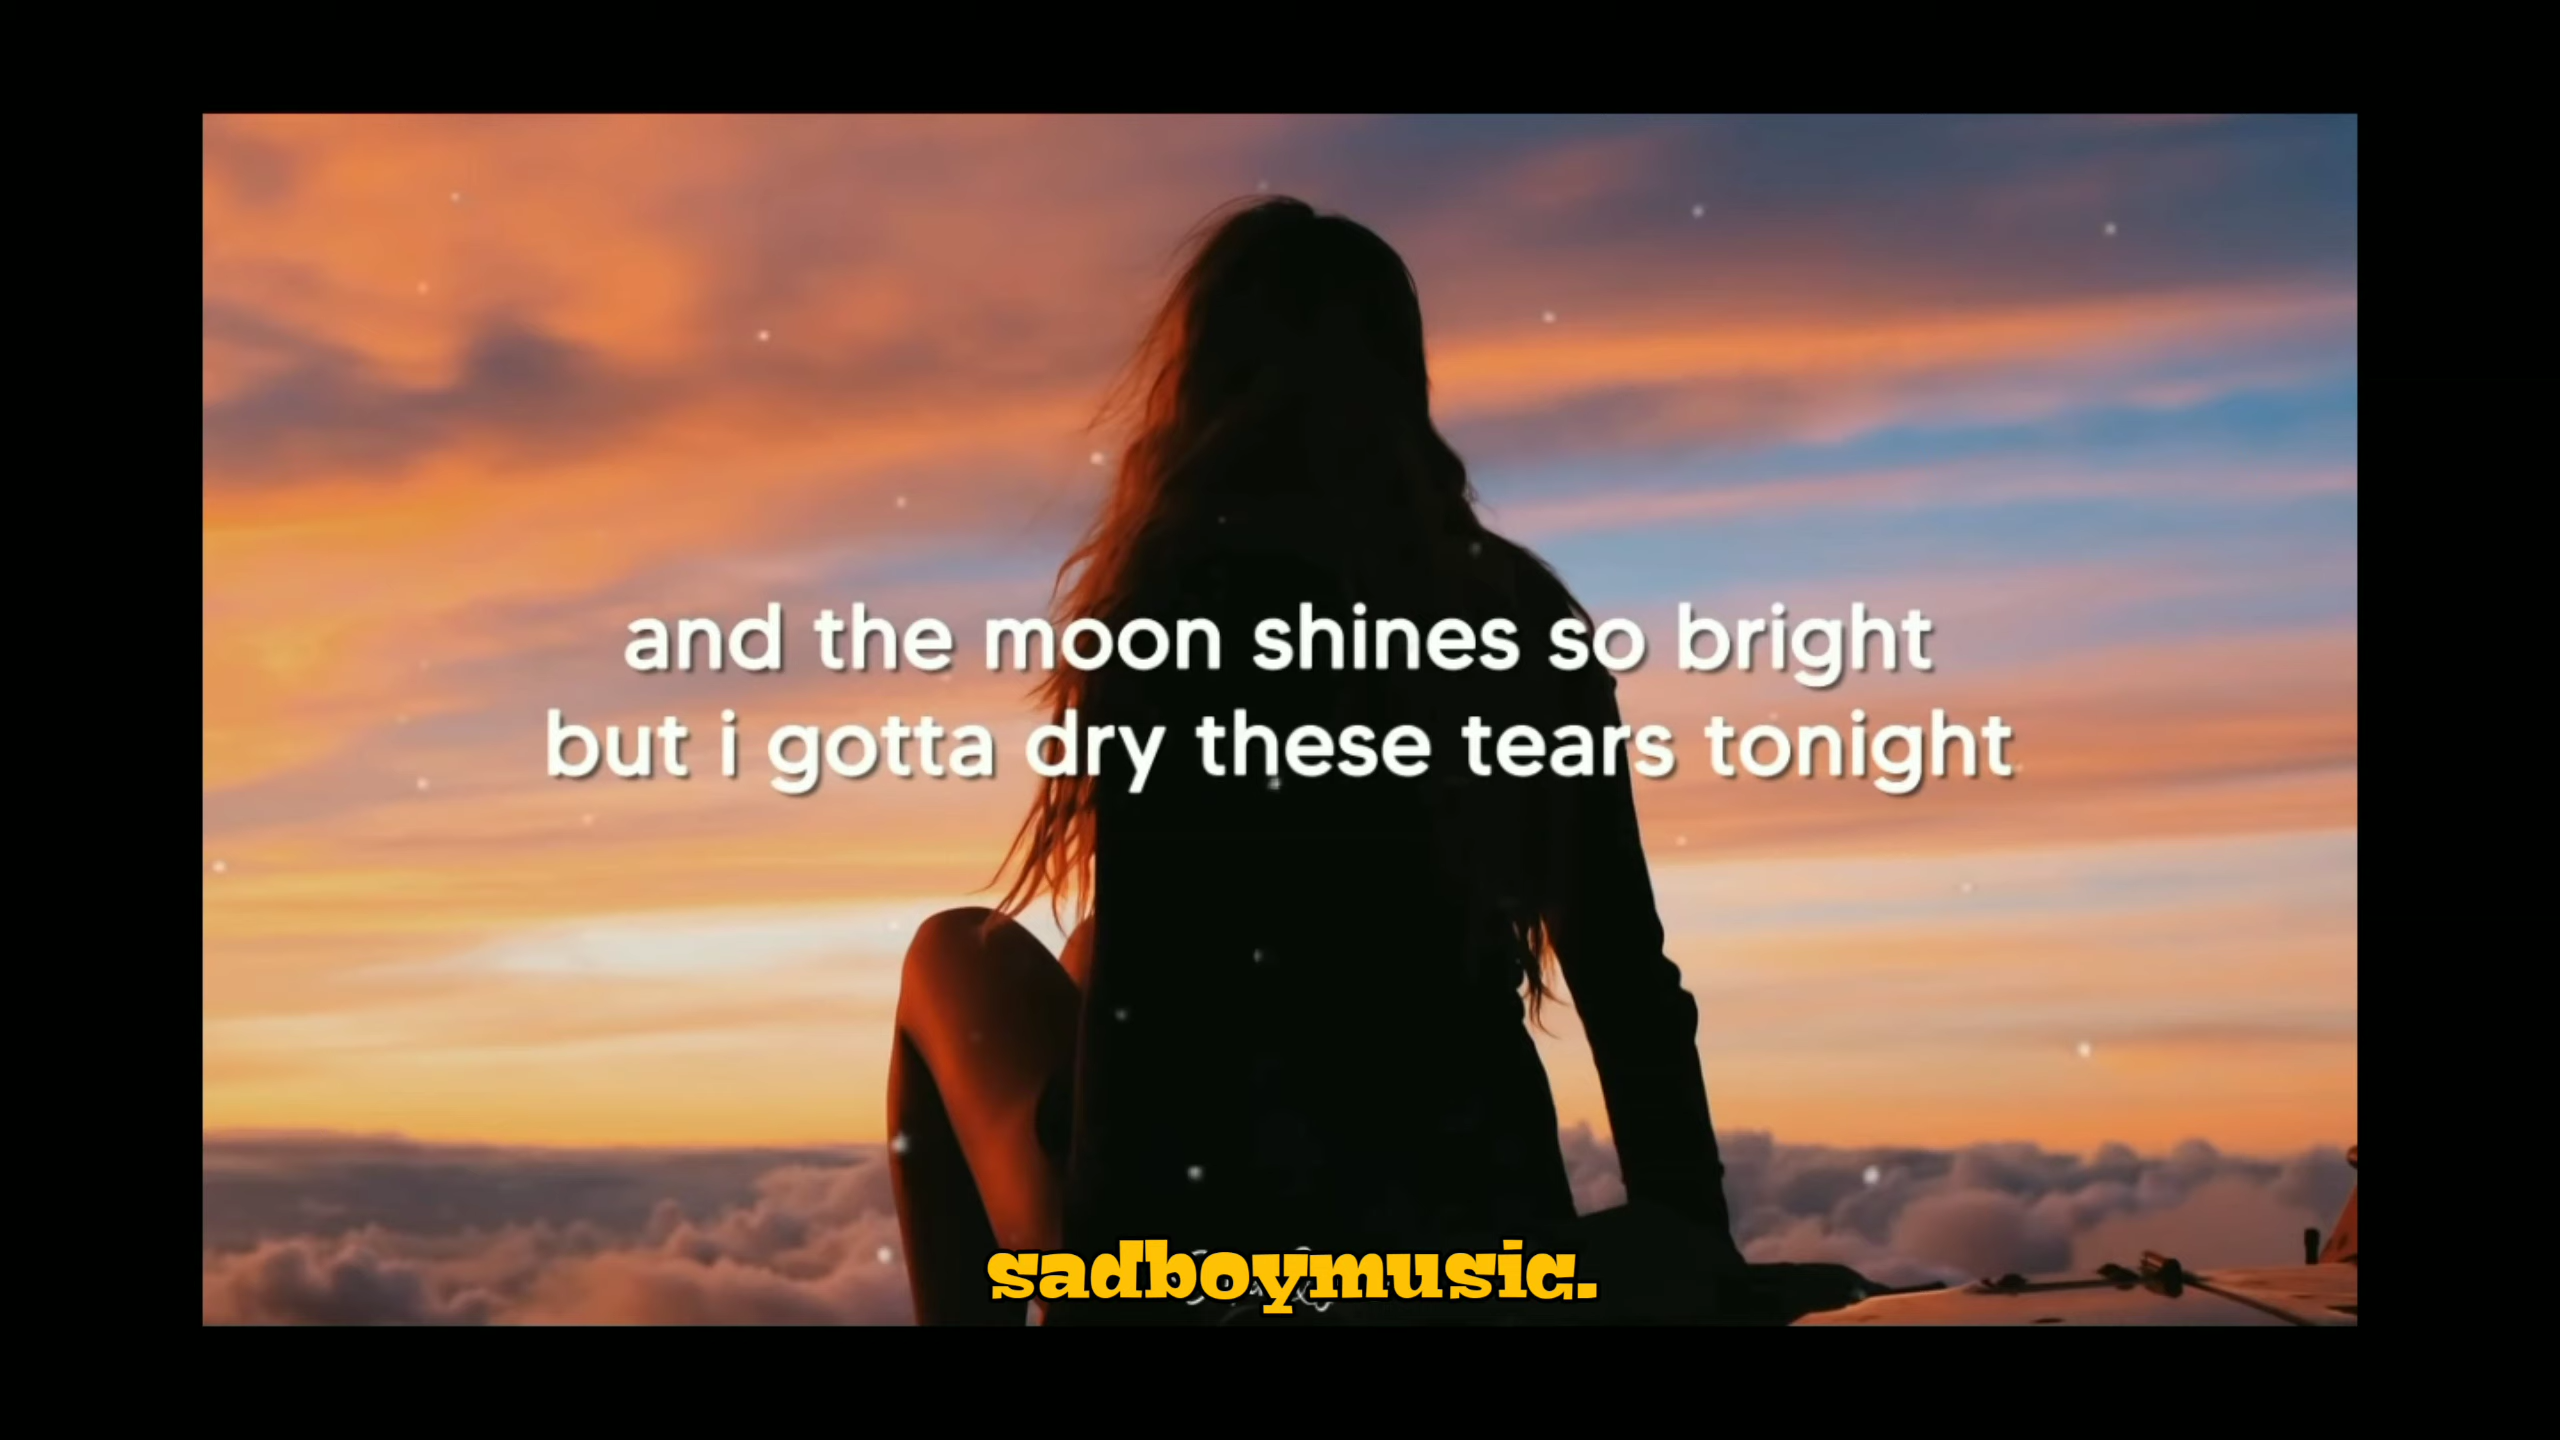 and the moon shines so bright
but i gotta dry these tears tonight
sadboymusic.